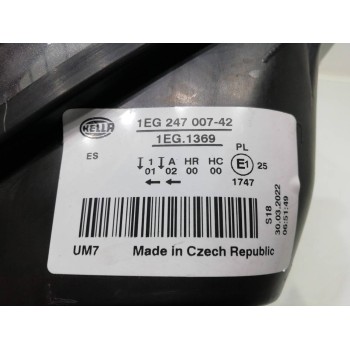 HELLA
1EG 247 007-42
1EG.1369
ES
1 A HR HC PL
01 02 00 00 E1 25
1747
S18
30.03.2022
06:51:49
UM7 Made in Czech Republic